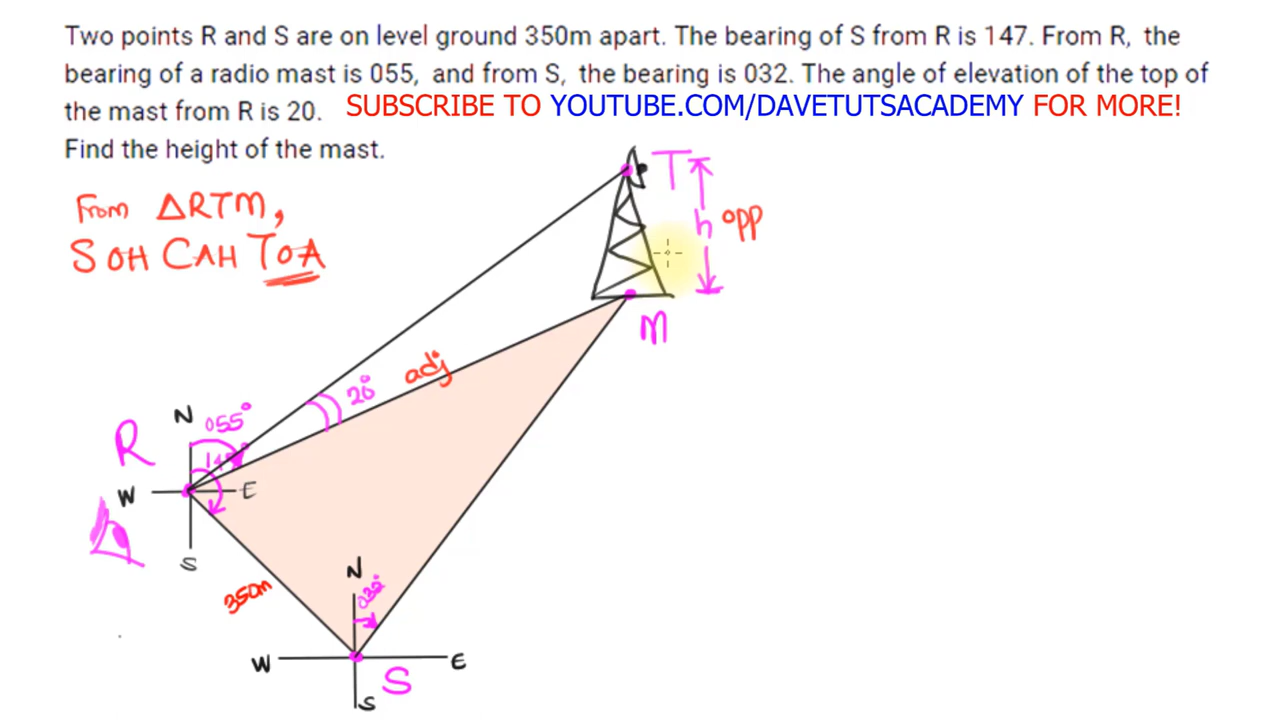 Two points R and S are on level ground 350m apart. The bearing of S from R is 147. From R, the
bearing of a radio mast is 055, and from S, the bearing is 032. The angle of elevation of the top of
the mast from R is 20.
SUBSCRIBE TO YOUTUBE.COM/DAVETUTSACADEMY FOR MORE!
Find the height of the mast.
From △RTM,
SOH CAH TOA
T
h opp
M
20° adj
N 055°
R
W E
S
350m
N
032°
W E
S
S